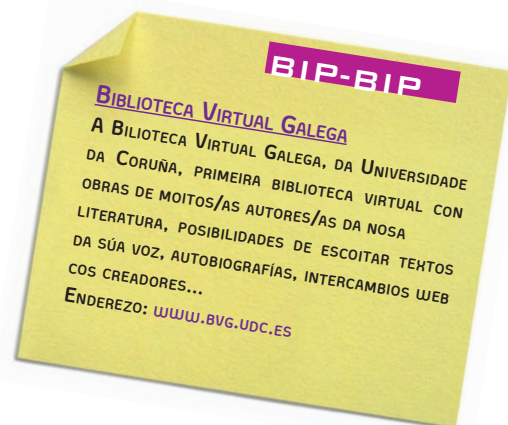 BIP-BIP
BIBLIOTECA VIRTUAL GALEGA
A BILIOTECA VIRTUAL GALEGA, DA UNIVERSIDADE
DA CORUÑA, PRIMEIRA BIBLIOTECA VIRTUAL CON
OBRAS DE MOITOS/AS AUTORES/AS DA NOSA
LITERATURA, POSIBILIDADES DE ESCOITAR TEXTOS
DA SÚA VOZ, AUTOBIOGRAFÍAS, INTERCAMBIOS WEB
COS CREADORES...
ENDEREZO: WWW.BVG.UDC.ES